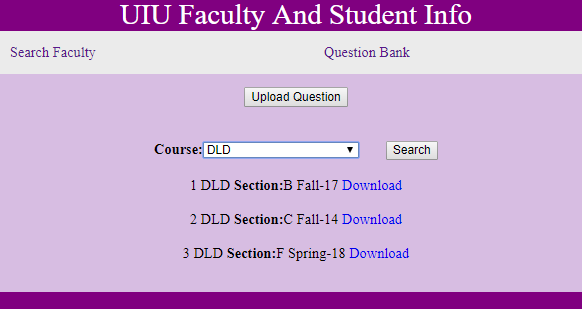 UIU Faculty And Student Info
Search Faculty Question Bank
Upload Question
Course: DLD Search
1 DLD Section:B Fall-17 Download
2 DLD Section:C Fall-14 Download
3 DLD Section:F Spring-18 Download